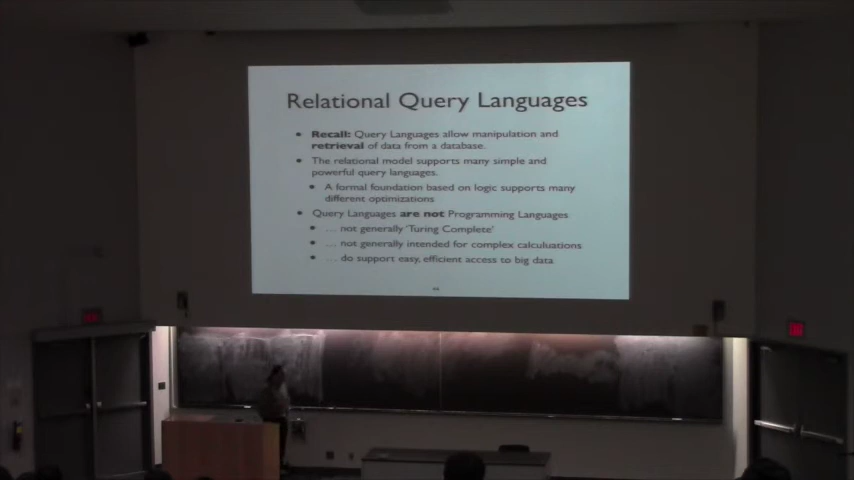 Relational Query Languages
• Recall: Query Languages allow manipulation and
retrieval of data from a database.
• The relational model supports many simple and
powerful query languages.
• A formal foundation based on logic supports many
different optimizations
• Query Languages are not Programming Languages
• ... not generally 'Turing Complete'
• ... not generally intended for complex calculuations
• ... do support easy, efficient access to big data